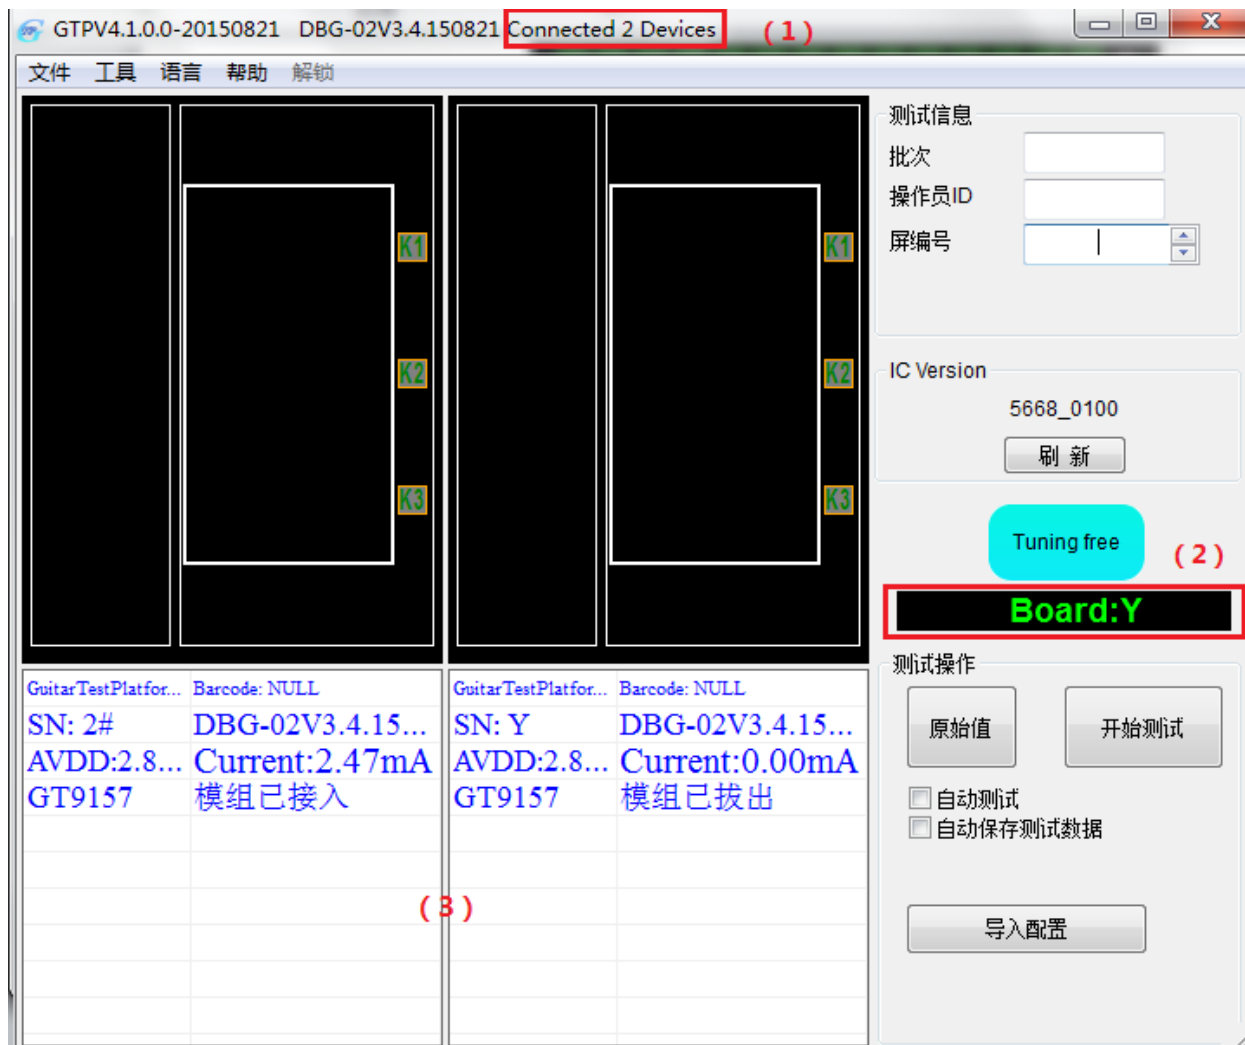 GTPV4.1.0.0-20150821 DBG-02V3.4.150821 Connected 2 Devices (1)
文件 工具 语言 帮助 解锁
K1
K2
K3
K1
K2
K3
GuitarTestPlatfor... Barcode: NULL
SN: 2# DBG-02V3.4.15...
AVDD:2.8... Current:2.47mA
GT9157 模组已接入
GuitarTestPlatfor... Barcode: NULL
SN: Y DBG-02V3.4.15...
AVDD:2.8... Current:0.00mA
GT9157 模组已拔出
(3)
测试信息
批次
操作员ID
屏编号
IC Version
5668_0100
刷 新
Tuning free
(2)
Board:Y
测试操作
原始值 开始测试
自动测试
自动保存测试数据
导入配置